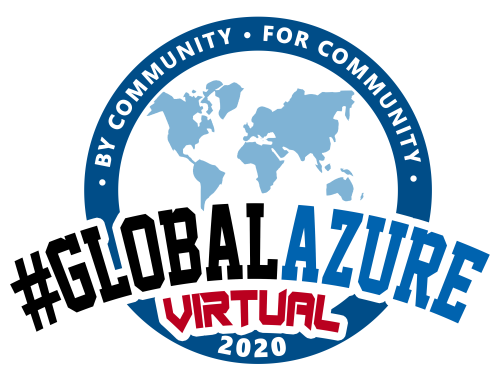 • BY COMMUNITY • FOR COMMUNITY •
#GLOBALAZURE
VIRTUAL
2020